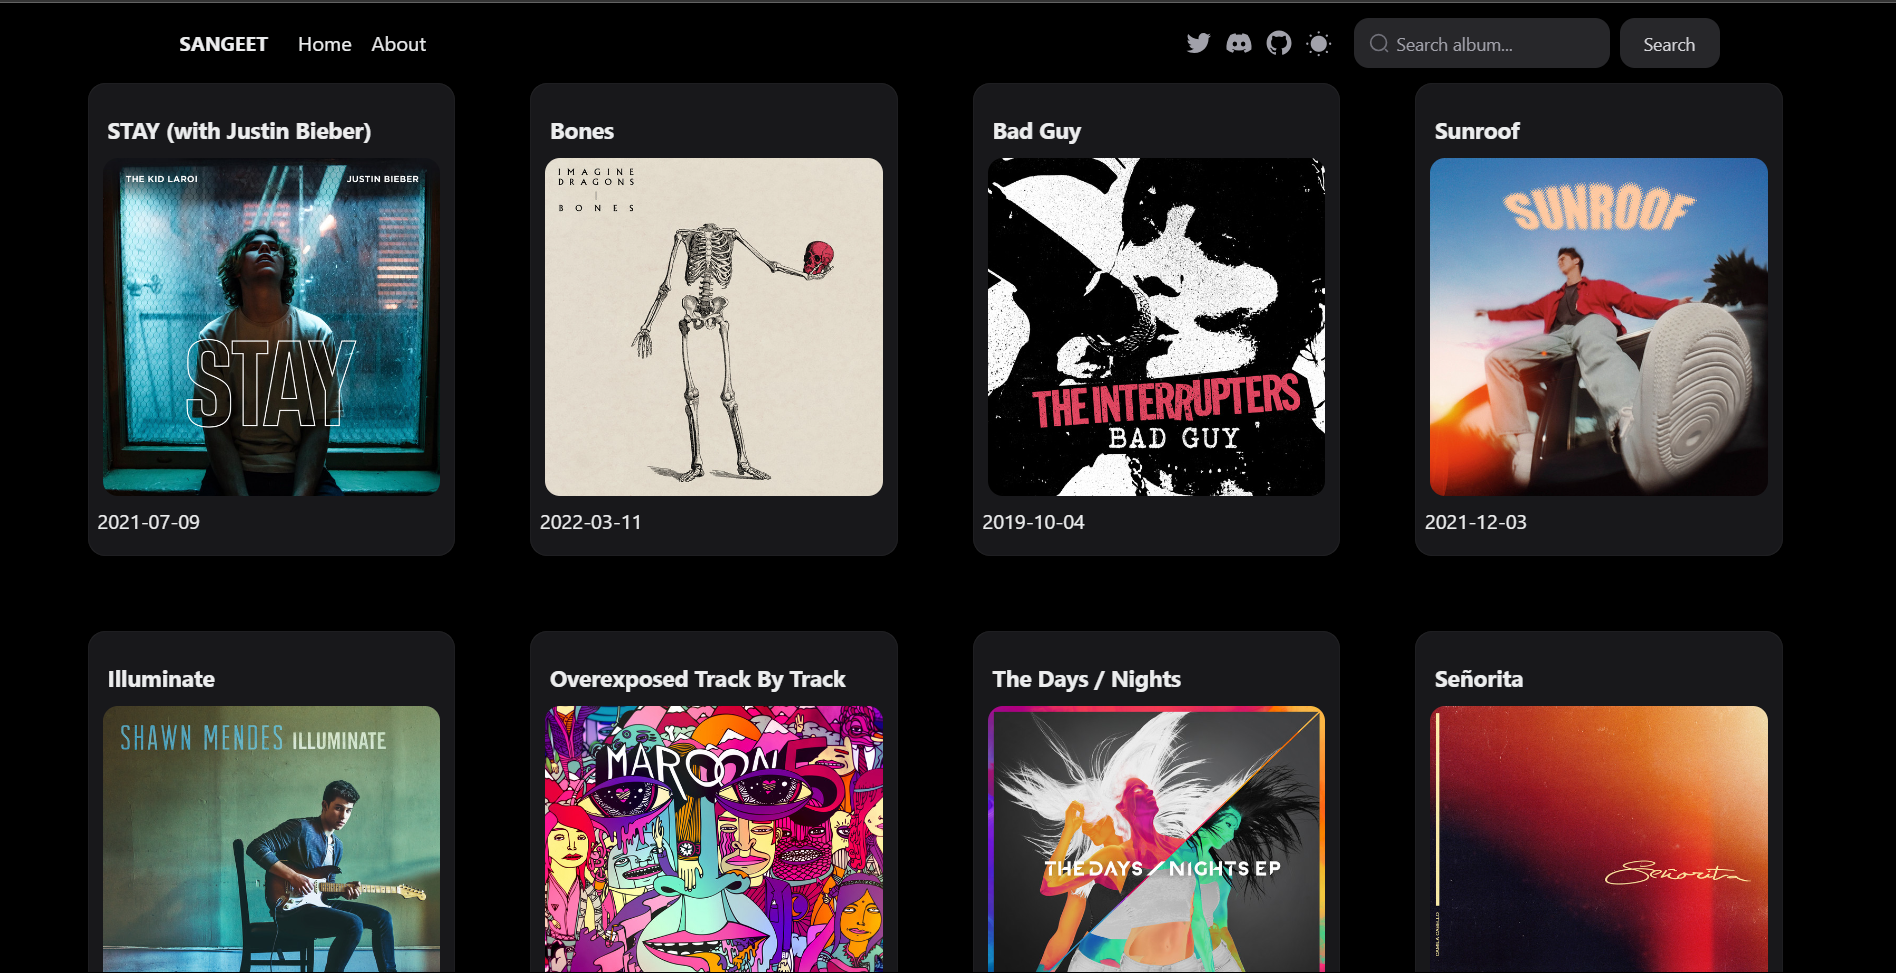 SANGEET Home About Search album... Search
STAY (with Justin Bieber)
THE KID LAROI JUSTIN BIEBER
STAY
2021-07-09
Bones
IMAGINE
DRAGONS
BONES
2022-03-11
Bad Guy
THE INTERRUPTERS
BAD GUY
2019-10-04
Sunroof
SUNROOF
2021-12-03
Illuminate
SHAWN MENDES ILLUMINATE
Overexposed Track By Track
MAROON 5
The Days / Nights
THE DAYS / NIGHTS EP
Señorita
Señorita
CAMILA CABELLO